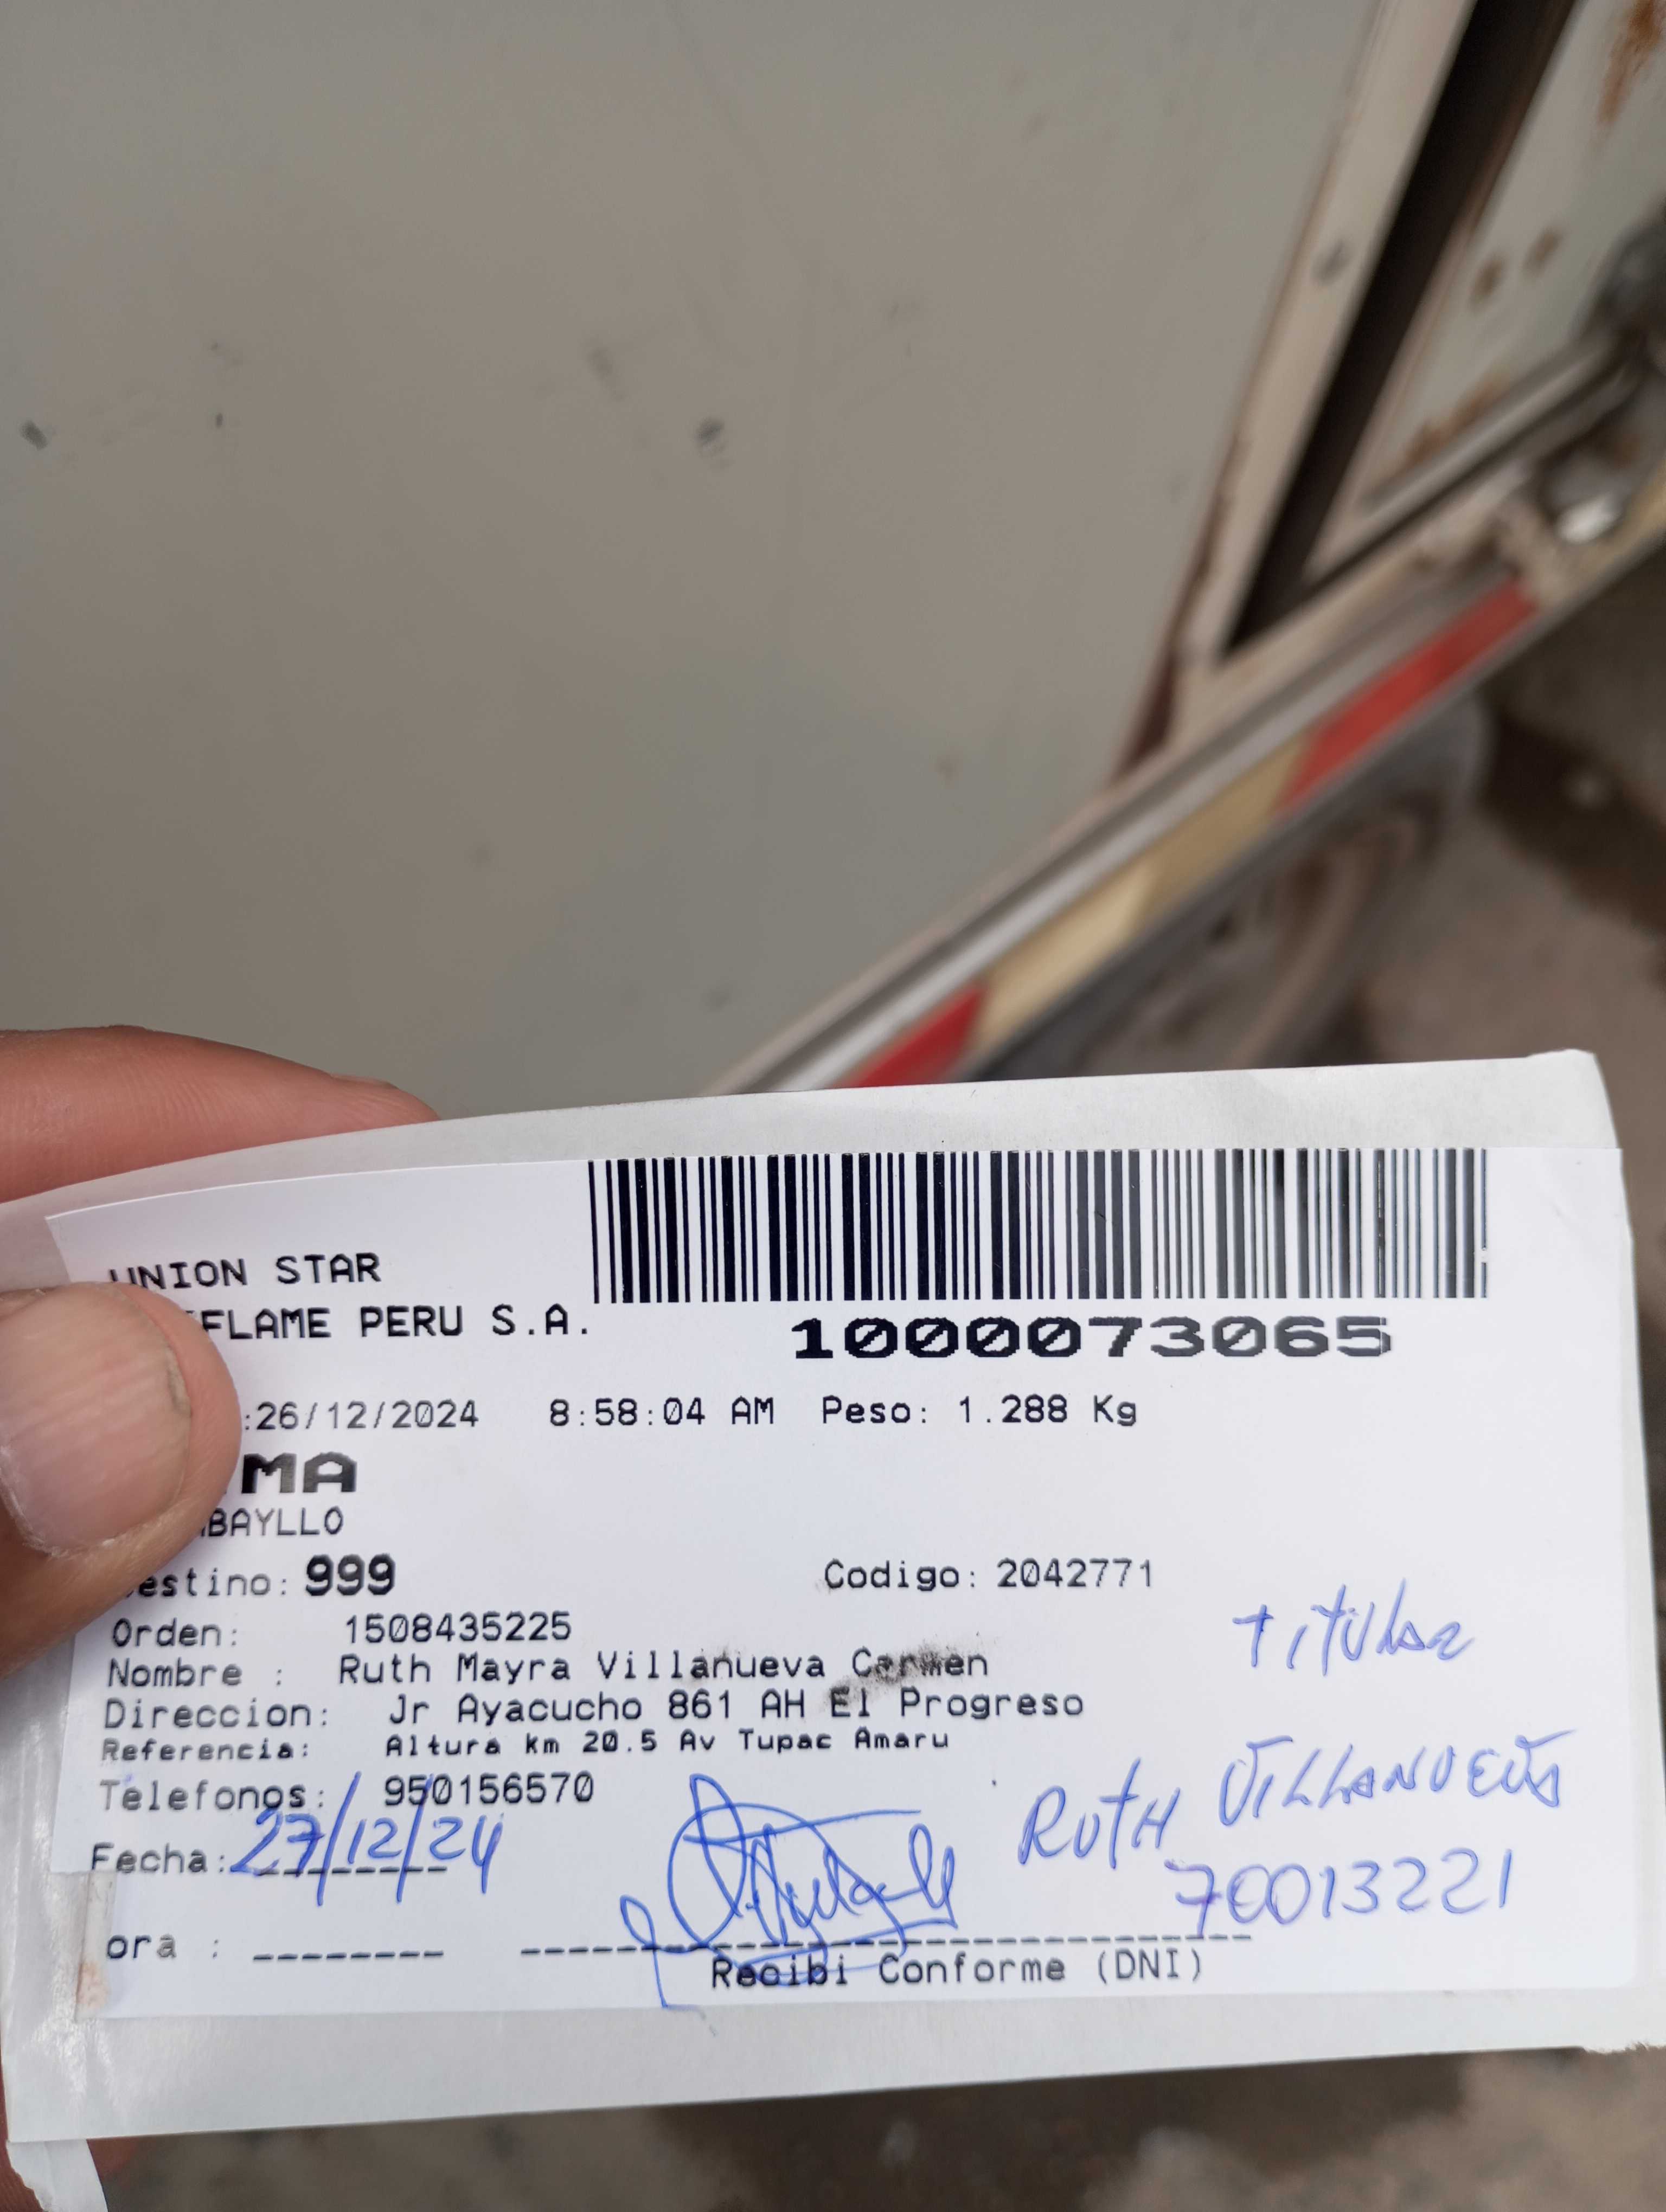 UNION STAR
FLAME PERU S.A.
1000073065
:26/12/2024 8:58:04 AM Peso: 1.288 Kg
MA
BAYLLO
estino: 999 Codigo: 2042771
Orden: 1508435225
TITULAR
Nombre : Ruth Mayra Villanueva Carmen
Direccion: Jr Ayacucho 861 AH El Progreso
Referencia: Altura km 20.5 Av Tupac Amaru
Telefonos: 950156570
RUTH VILLANUEVA
Fecha: 27/12/24
70013221
ora : --------
Recibi Conforme (DNI)